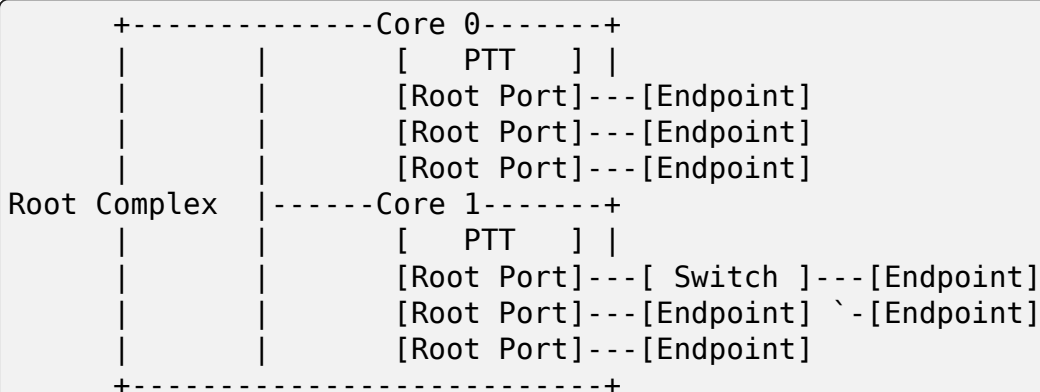 +--------------Core 0-------+
|       |       [   PTT   ] |
|       |       [Root Port]---[Endpoint]
|       |       [Root Port]---[Endpoint]
|       |       [Root Port]---[Endpoint]
Root Complex  |------Core 1-------+
|       |       [   PTT   ] |
|       |       [Root Port]---[ Switch ]---[Endpoint]
|       |       [Root Port]---[Endpoint] `-[Endpoint]
|       |       [Root Port]---[Endpoint]
+---------------------------+